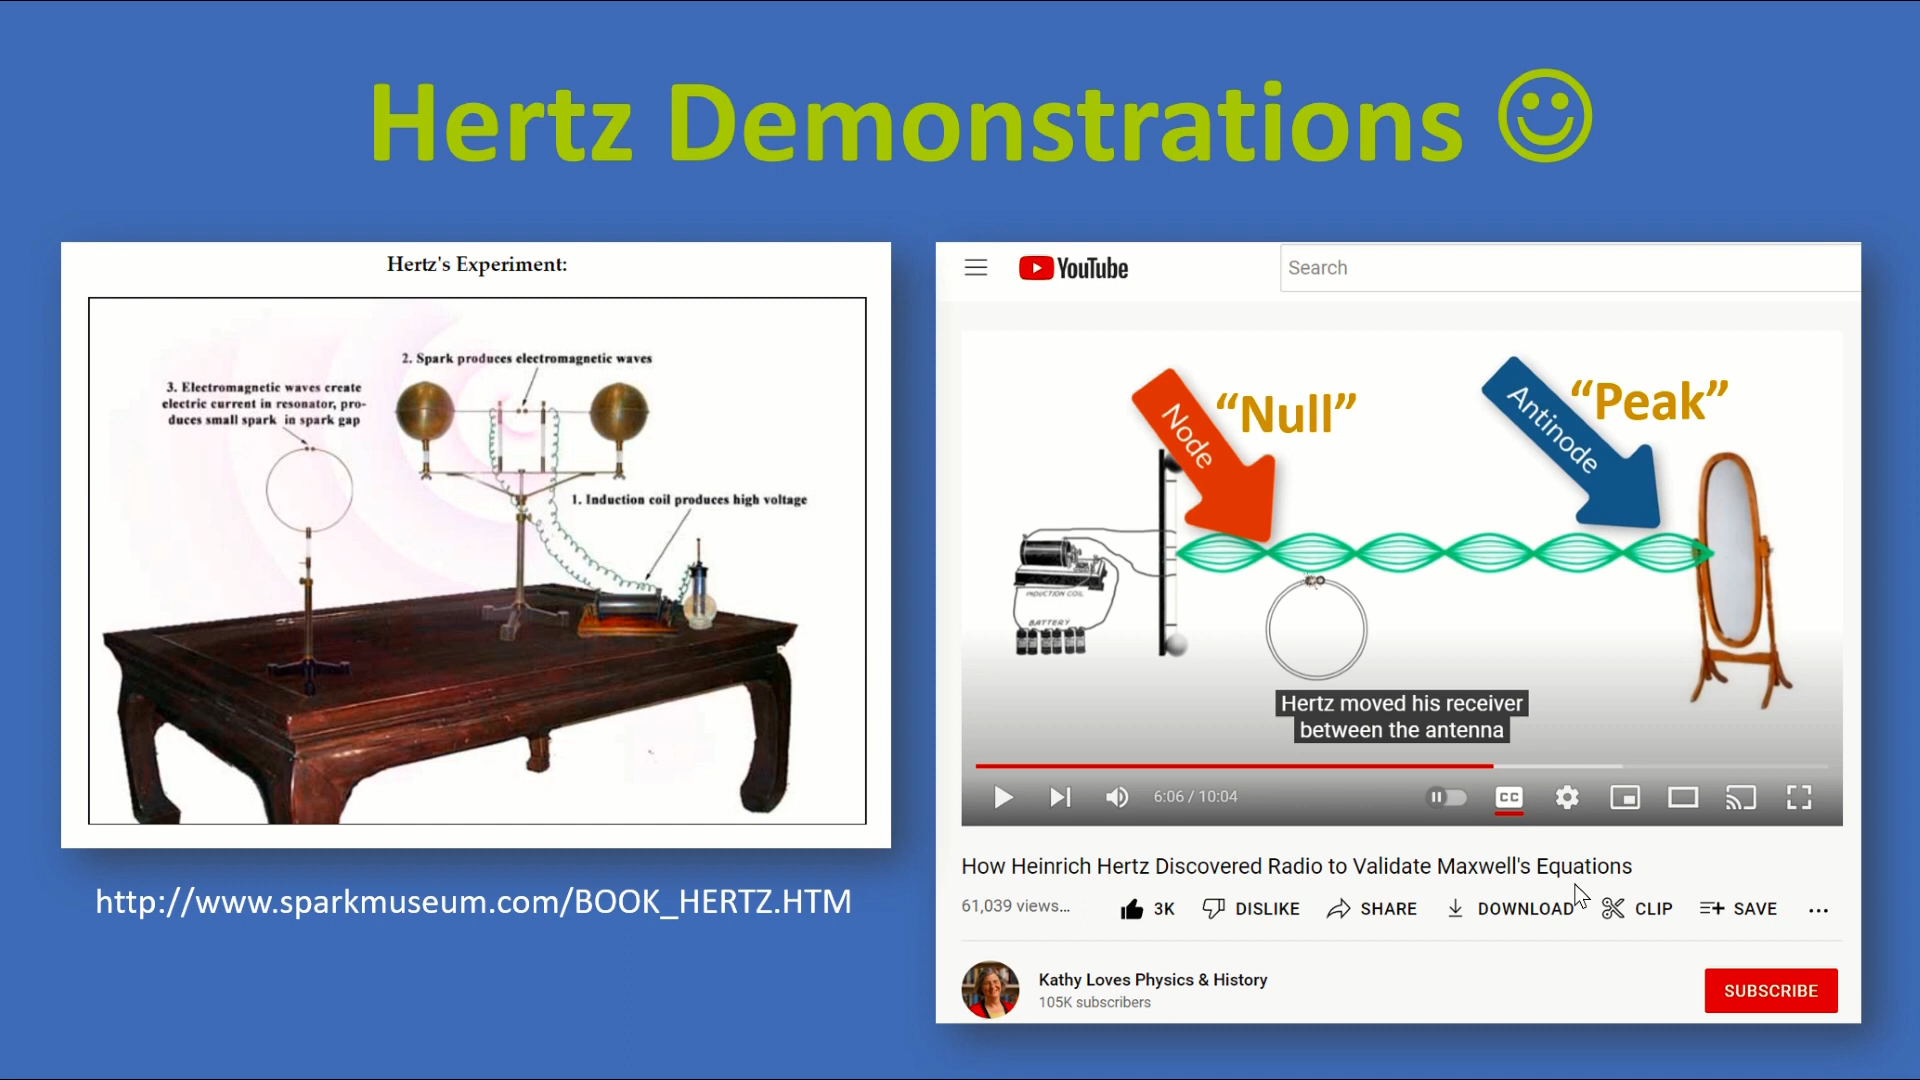 Hertz Demonstrations
Hertz's Experiment:
2. Spark produces electromagnetic waves
3. Electromagnetic waves create
electric current in resonator, pro-
duces small spark in spark gap
1. Induction coil produces high voltage
http://www.sparkmuseum.com/BOOK_HERTZ.HTM
YouTube
Search
Node
“Null”
Antinode
“Peak”
INDUCTION COIL
BATTERY
Hertz moved his receiver
between the antenna
6:06 / 10:04
CC
How Heinrich Hertz Discovered Radio to Validate Maxwell's Equations
61,039 views...
3K
DISLIKE
SHARE
DOWNLOAD
CLIP
SAVE
...
Kathy Loves Physics & History
105K subscribers
SUBSCRIBE